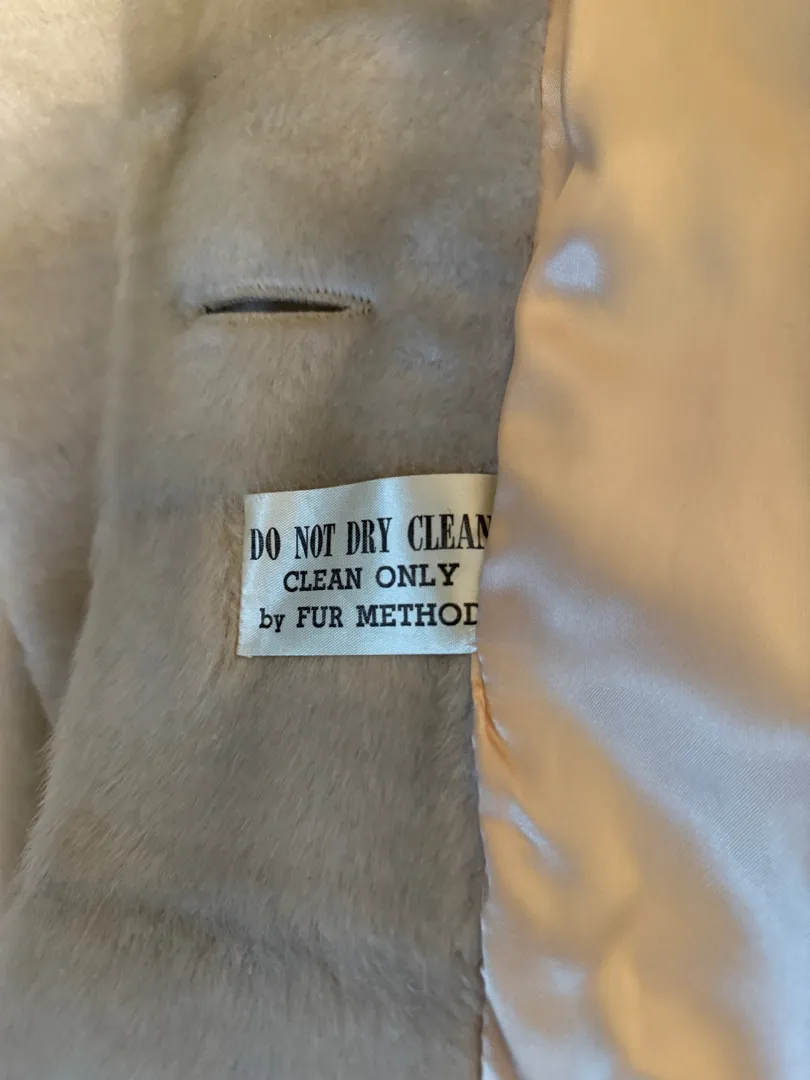 DO NOT DRY CLEAN
CLEAN ONLY
by FUR METHOD